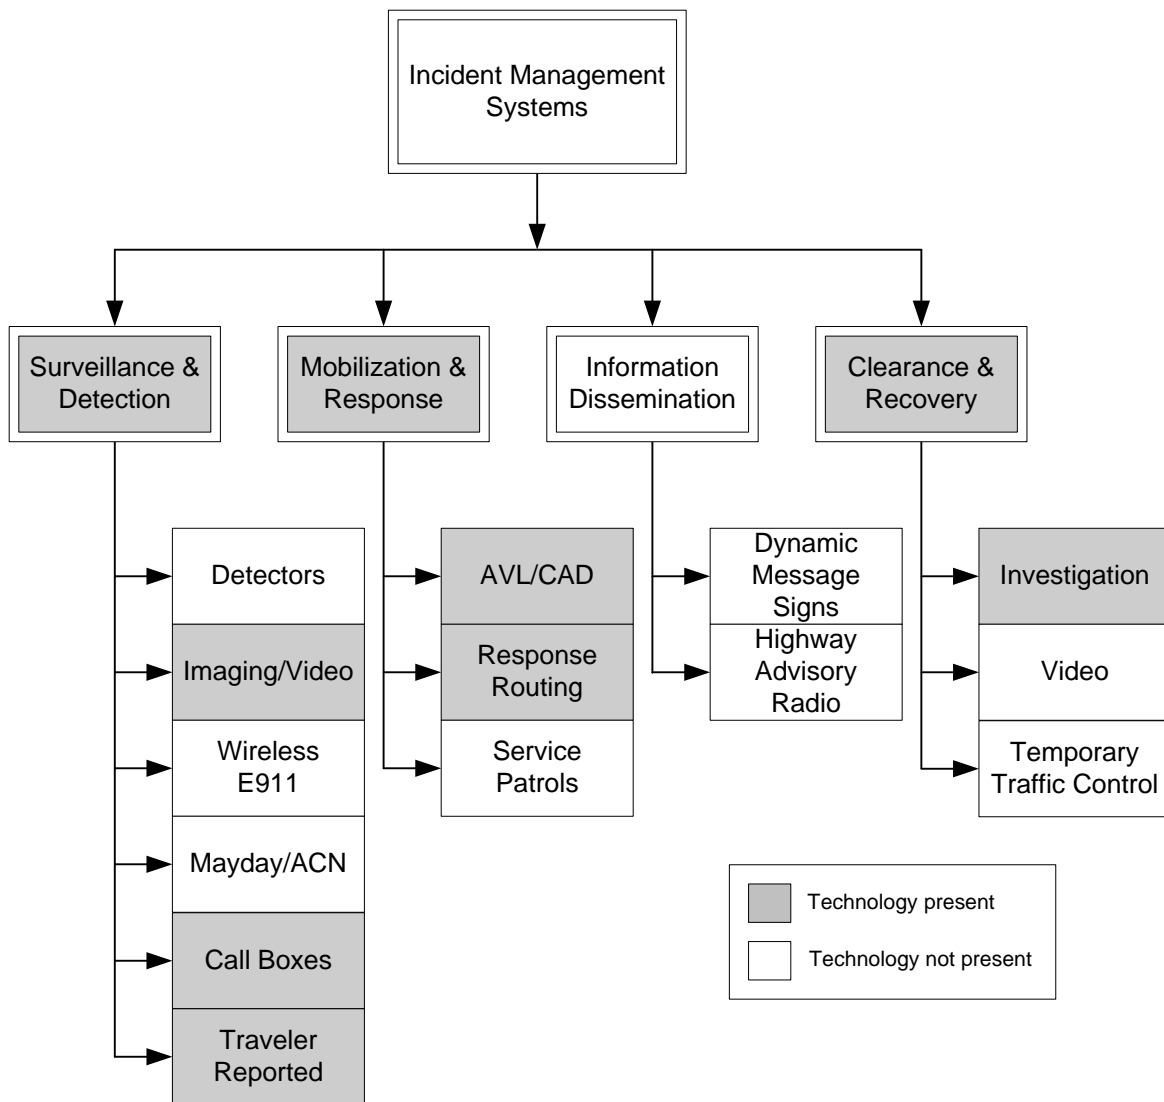 Incident Management
Systems
Surveillance &
Detection
Mobilization &
Response
Information
Dissemination
Clearance &
Recovery
Detectors
Imaging/Video
Wireless
E911
Mayday/ACN
Call Boxes
Traveler
Reported
AVL/CAD
Response
Routing
Service
Patrols
Dynamic
Message
Signs
Highway
Advisory
Radio
Investigation
Video
Temporary
Traffic Control
Technology present
Technology not present